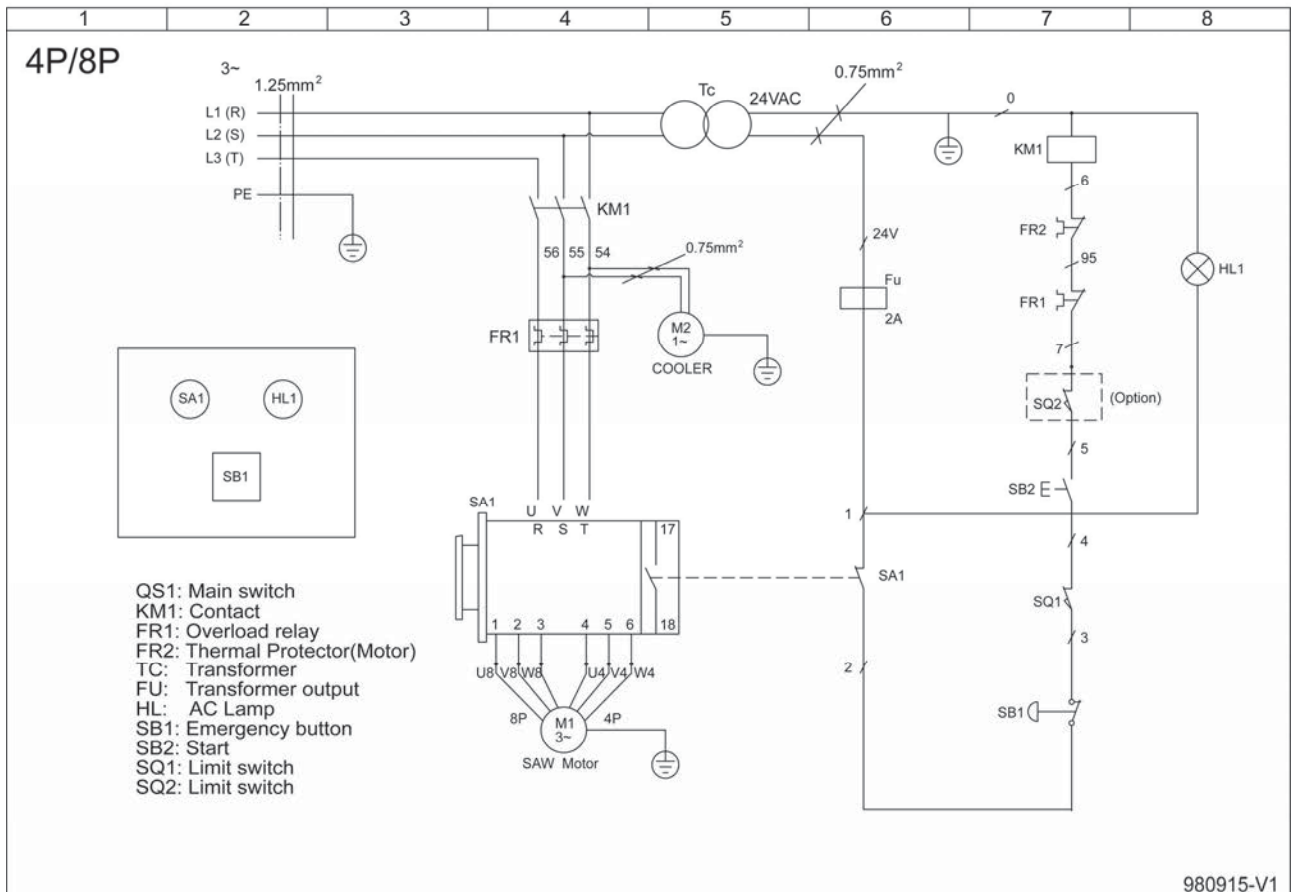 1 2 3 4 5 6 7 8
4P/8P
3~
1.25mm²
L1 (R)
L2 (S)
L3 (T)
PE
Tc
24VAC
0.75mm²
0
KM1
6
FR2
95
FR1
7
SQ2
(Option)
5
SB2
4
SQ1
3
SB1
HL1
24V
Fu
2A
1
SA1
2
KM1
56 55 54
0.75mm²
FR1
M2
1~
COOLER
SA1
U V W
R S T
17
18
1 2 3 4 5 6
U8 V8 W8 U4 V4 W4
8P
4P
M1
3~
SAW Motor
SA1
HL1
SB1
QS1: Main switch
KM1: Contact
FR1: Overload relay
FR2: Thermal Protector(Motor)
TC: Transformer
FU: Transformer output
HL: AC Lamp
SB1: Emergency button
SB2: Start
SQ1: Limit switch
SQ2: Limit switch
980915-V1